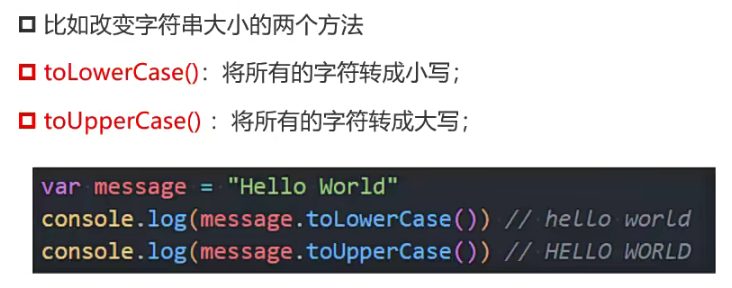 比如改变字符串大小的两个方法
toLowerCase()：将所有的字符转成小写；
toUpperCase() ：将所有的字符转成大写；
var message = "Hello World"
console.log(message.toLowerCase()) // hello world
console.log(message.toUpperCase()) // HELLO WORLD